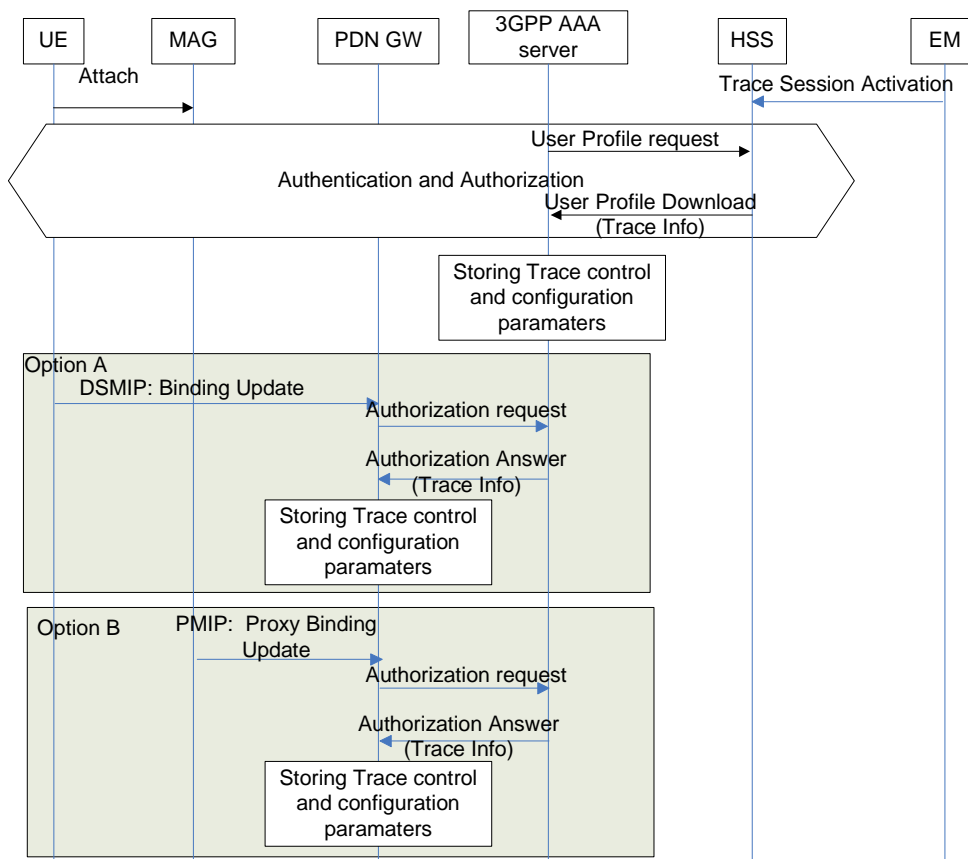 UE
MAG
PDN GW
3GPP AAA
server
HSS
EM
Attach
Trace Session Activation
User Profile request
Authentication and Authorization
User Profile Download
(Trace Info)
Storing Trace control
and configuration
paramaters
Option A
DSMIP: Binding Update
Authorization request
Authorization Answer
(Trace Info)
Storing Trace control
and configuration
paramaters
Option B
PMIP:  Proxy Binding
Update
Authorization request
Authorization Answer
(Trace Info)
Storing Trace control
and configuration
paramaters